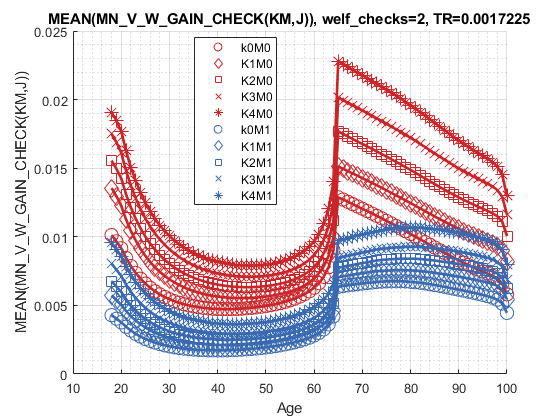 MEAN(MN_V_W_GAIN_CHECK(KM,J)), welf_checks=2, TR=0.0017225
MEAN(MN_V_W_GAIN_CHECK(KM,J))
0.025
0.02
0.015
0.01
0.005
0
k0M0
K1M0
K2M0
K3M0
K4M0
k0M1
K1M1
K2M1
K3M1
K4M1
10 20 30 40 50 60 70 80 90 100
Age